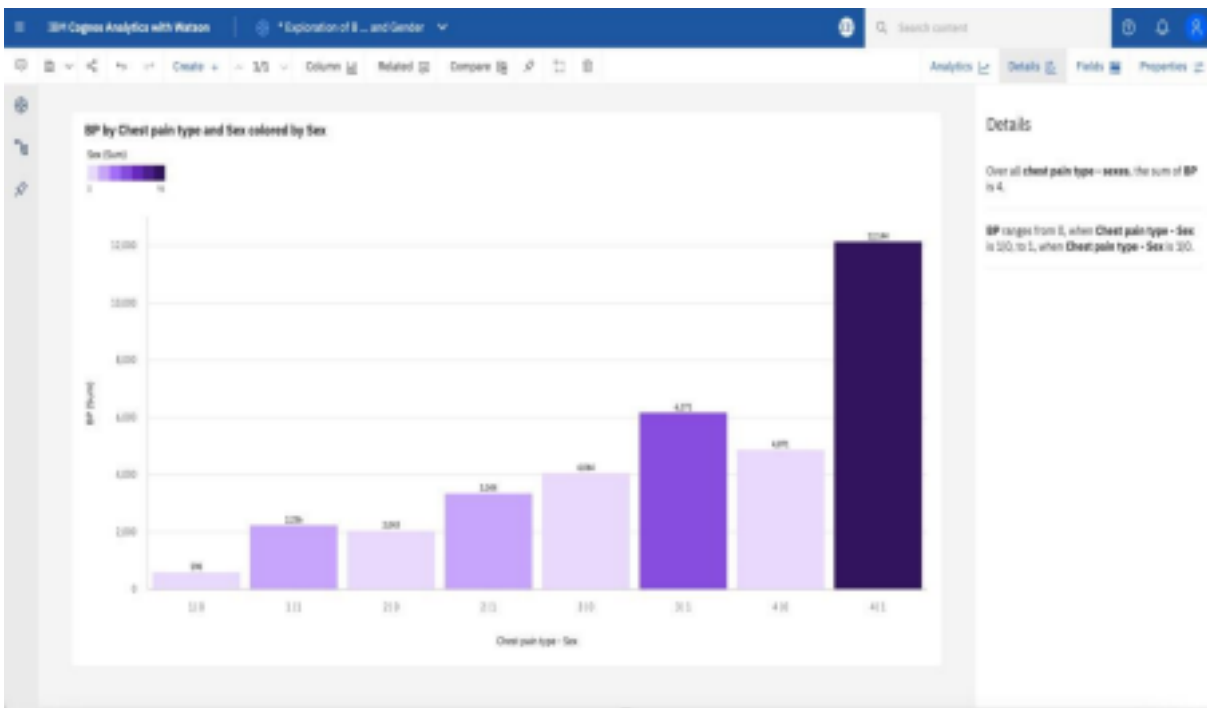 IBM Cognos Analytics with Watson
* Exploration of B ... and Gender
Search content
Create +
1/1
Column
Related
Compare
Analytics
Details
Fields
Properties
BP by Chest pain type and Sex colored by Sex
Sex (Sum)
0
BP (Sum)
12,000
10,000
8,000
6,000
4,000
2,000
0
1|0
1|1
2|0
2|1
3|0
3|1
4|0
4|1
Chest pain type - Sex
Details
Over all chest pain type - sexes, the sum of BP
is 4.
BP ranges from 0, when Chest pain type - Sex
is 1|0, to 1, when Chest pain type - Sex is 3|0.